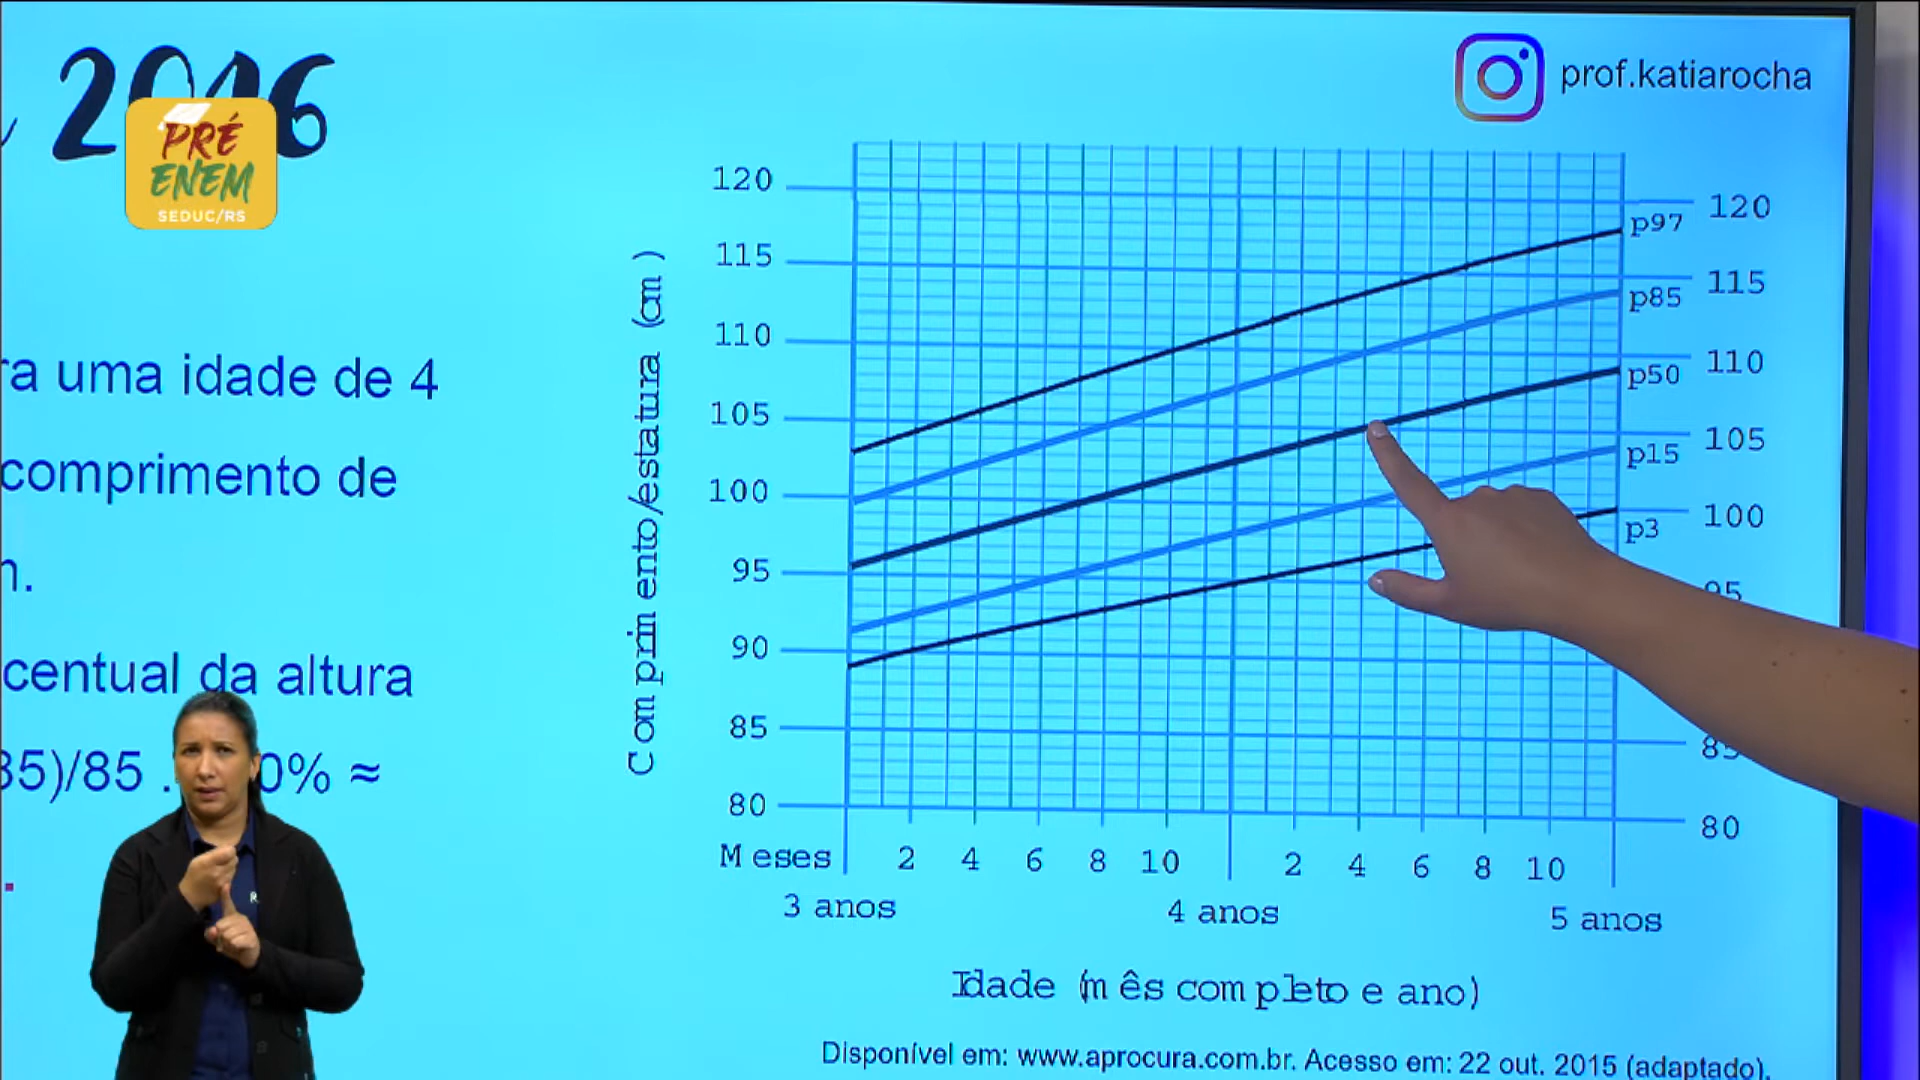 2016
PRÉ
ENEM
SEDUC/RS
prof.katiarocha
ra uma idade de 4
comprimento de
centual da altura
35)/85 . 0% ≈
Comprimento/estatura (cm)
120
115
110
105
100
95
90
85
80
p97
p85
p50
p15
p3
120
115
110
105
100
95
85
80
Meses 2 4 6 8 10 2 4 6 8 10
3 anos 4 anos 5 anos
Idade (mês completo e ano)
Disponível em: www.aprocura.com.br. Acesso em: 22 out. 2015 (adaptado).